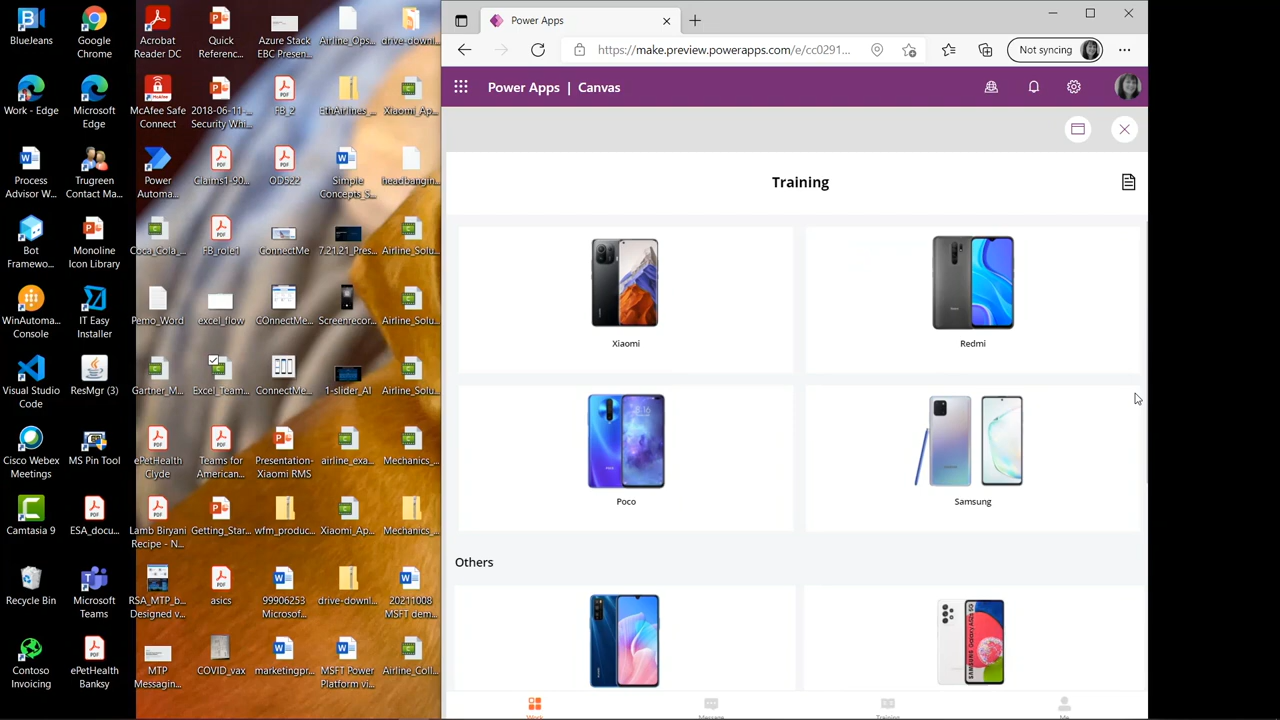 BlueJeans
Google
Chrome
Acrobat
Reader DC
Quick
Referenc...
Azure Stack
EBC Presen...
Airline_Ops...
drive-downl...
Work - Edge
Microsoft
Edge
McAfee Safe
Connect
2018-06-11-...
Security Whi...
FB_2
EthAirlines_...
Xiaomi_Ap...
Process
Advisor W...
Trugreen
Contact Ma...
Power
Automa...
Claims1-90...
OD522
Simple
Concepts_S...
headbangin...
Bot
Framewo...
Monoline
Icon Library
Coca_Cola_...
FB_role1
ConnectMe
7.21.21_Pres...
Airline_Solu...
WinAutoma...
Console
IT Easy
Installer
Pemo_Word
excel_flow
COnnectMe...
Screenrecor...
Airline_Solu...
Visual Studio
Code
ResMgr (3)
Gartner_M...
Excel_Team...
ConnectMe...
1-slider_AI
Airline_Solu...
Cisco Webex
Meetings
MS Pin Tool
ePetHealth
Clyde
Teams for
American...
Presentation-
Xiaomi RMS
airline_exa...
Mechanics_...
Camtasia 9
ESA_docu...
Lamb Biryani
Recipe - N...
Getting_Star...
wfm_produc...
Xiaomi_Ap...
Mechanics_...
Recycle Bin
Microsoft
Teams
RSA_MTP_b...
Designed v...
asics
99906253
Microsof...
drive-downl...
20211008
MSFT dem...
Contoso
Invoicing
ePetHealth
Banksy
MTP
Messagin...
COVID_vax
marketingpr...
MSFT Power
Platform vi...
Airline_Coll...
Power Apps
https://make.preview.powerapps.com/e/cc0291...
Not syncing
Power Apps | Canvas
Training
Xiaomi
Redmi
Poco
Samsung
Others
Work
Message
Training
Me